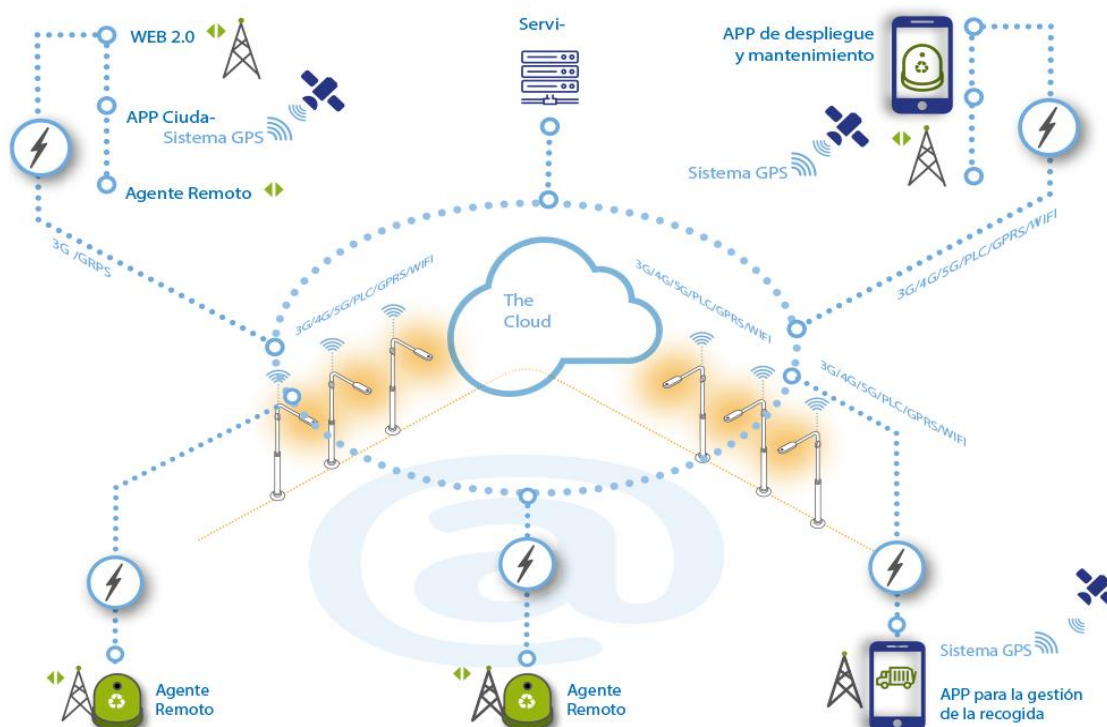 WEB 2.0
APP Ciuda-
Sistema GPS
Agente Remoto
3G /GRPS
Servi-
APP de despliegue
y mantenimiento
Sistema GPS
3G/4G/5G/PLC/GPRS/WIFI
3G/4G/5G/PLC/GPRS/WIFI
3G/4G/5G/PLC/GPRS/WIFI
The
Cloud
3G/4G/5G/PLC/GPRS/WIFI
@
Agente
Remoto
Agente
Remoto
Sistema GPS
APP para la gestión
de la recogida